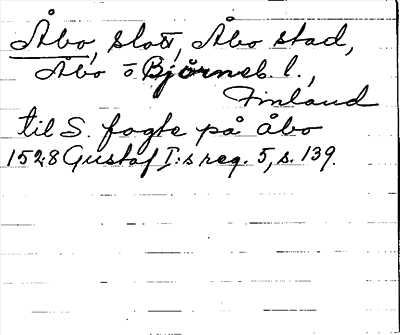 Åbo, slott, Åbo stad,
Åbo o Björneb. l.,
Finland
til S. fogte på åbo
1528 Gustaf I:s reg. 5, s. 139.